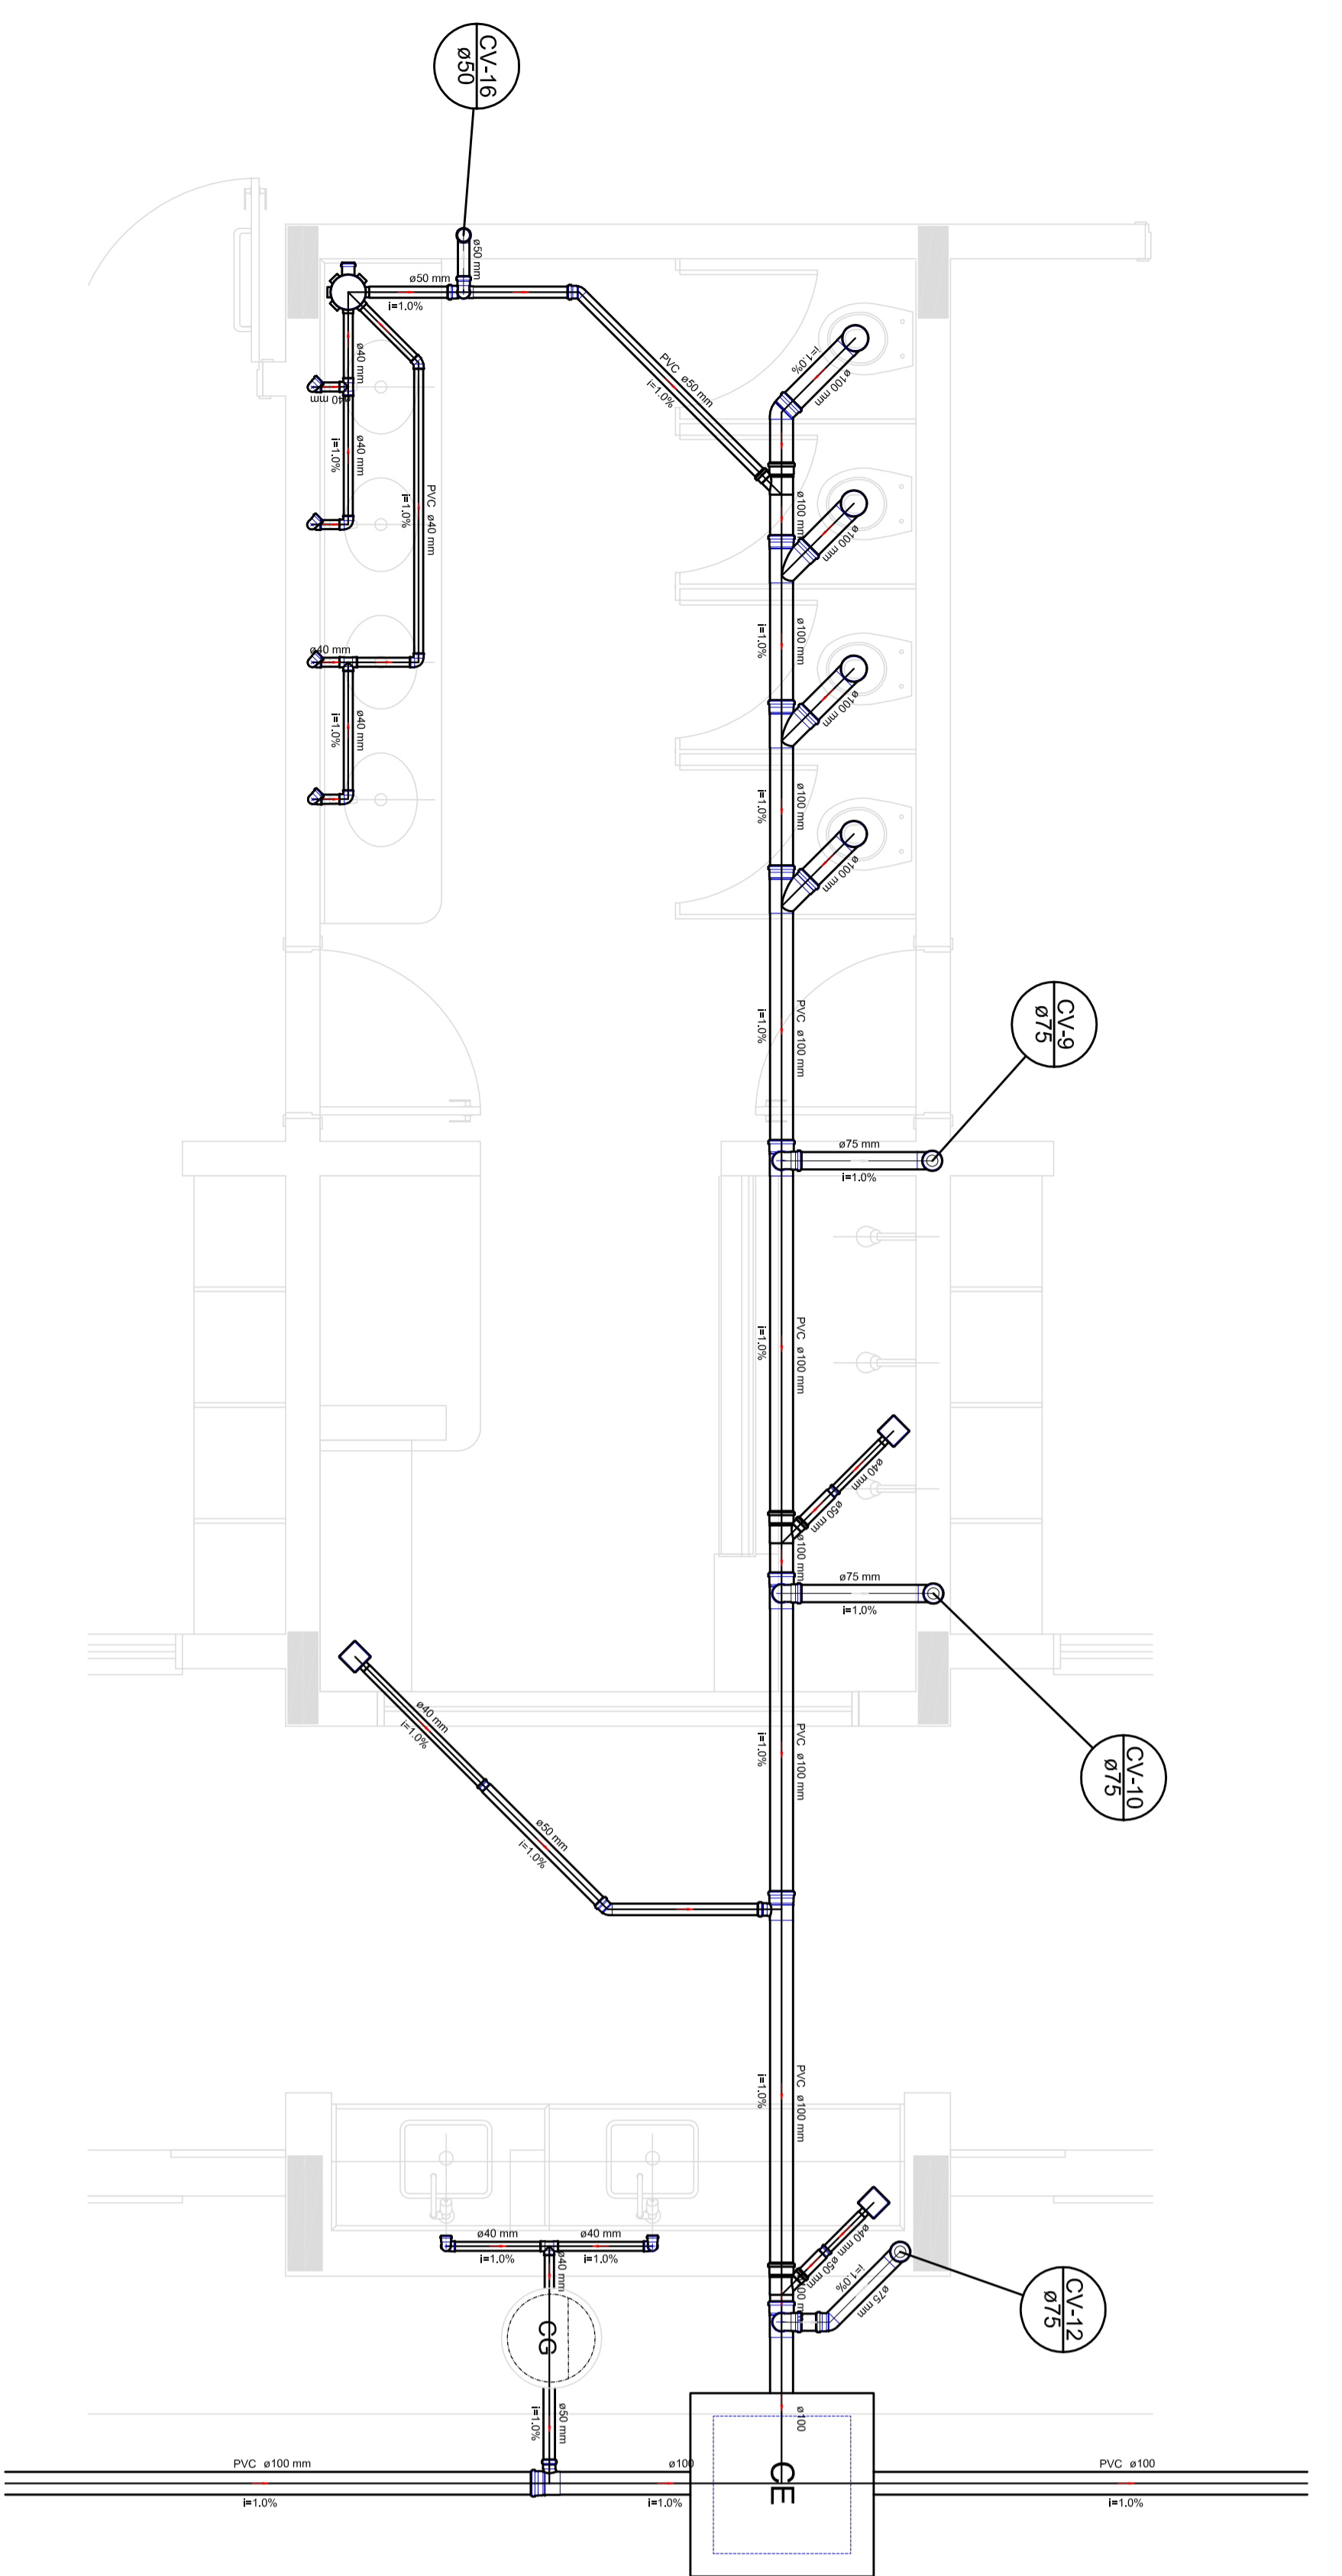 CV-16
ø50
ø50 mm
ø50 mm
i=1.0%
ø40 mm
ø40 mm
ø40 mm
i=1.0%
PVC ø40 mm
i=1.0%
ø40 mm
ø40 mm
i=1.0%
PVC ø50 mm
i=1.0%
i=1.0%
ø100 mm
ø100 mm
ø100 mm
ø100 mm
i=1.0%
ø100 mm
ø100 mm
i=1.0%
ø100 mm
PVC ø100 mm
i=1.0%
CV-9
ø75
ø75 mm
i=1.0%
PVC ø100 mm
i=1.0%
ø40 mm
ø50 mm
ø100 mm
ø75 mm
i=1.0%
CV-10
ø75
PVC ø100 mm
i=1.0%
ø40 mm
i=1.0%
ø50 mm
i=1.0%
PVC ø100 mm
i=1.0%
ø40 mm
ø50 mm
i=1.0%
ø75 mm
CV-12
ø75
ø40 mm
i=1.0%
ø40 mm
i=1.0%
ø40 mm
CG
ø50 mm
i=1.0%
ø100
CE
PVC ø100 mm
i=1.0%
ø100
i=1.0%
PVC ø100
i=1.0%